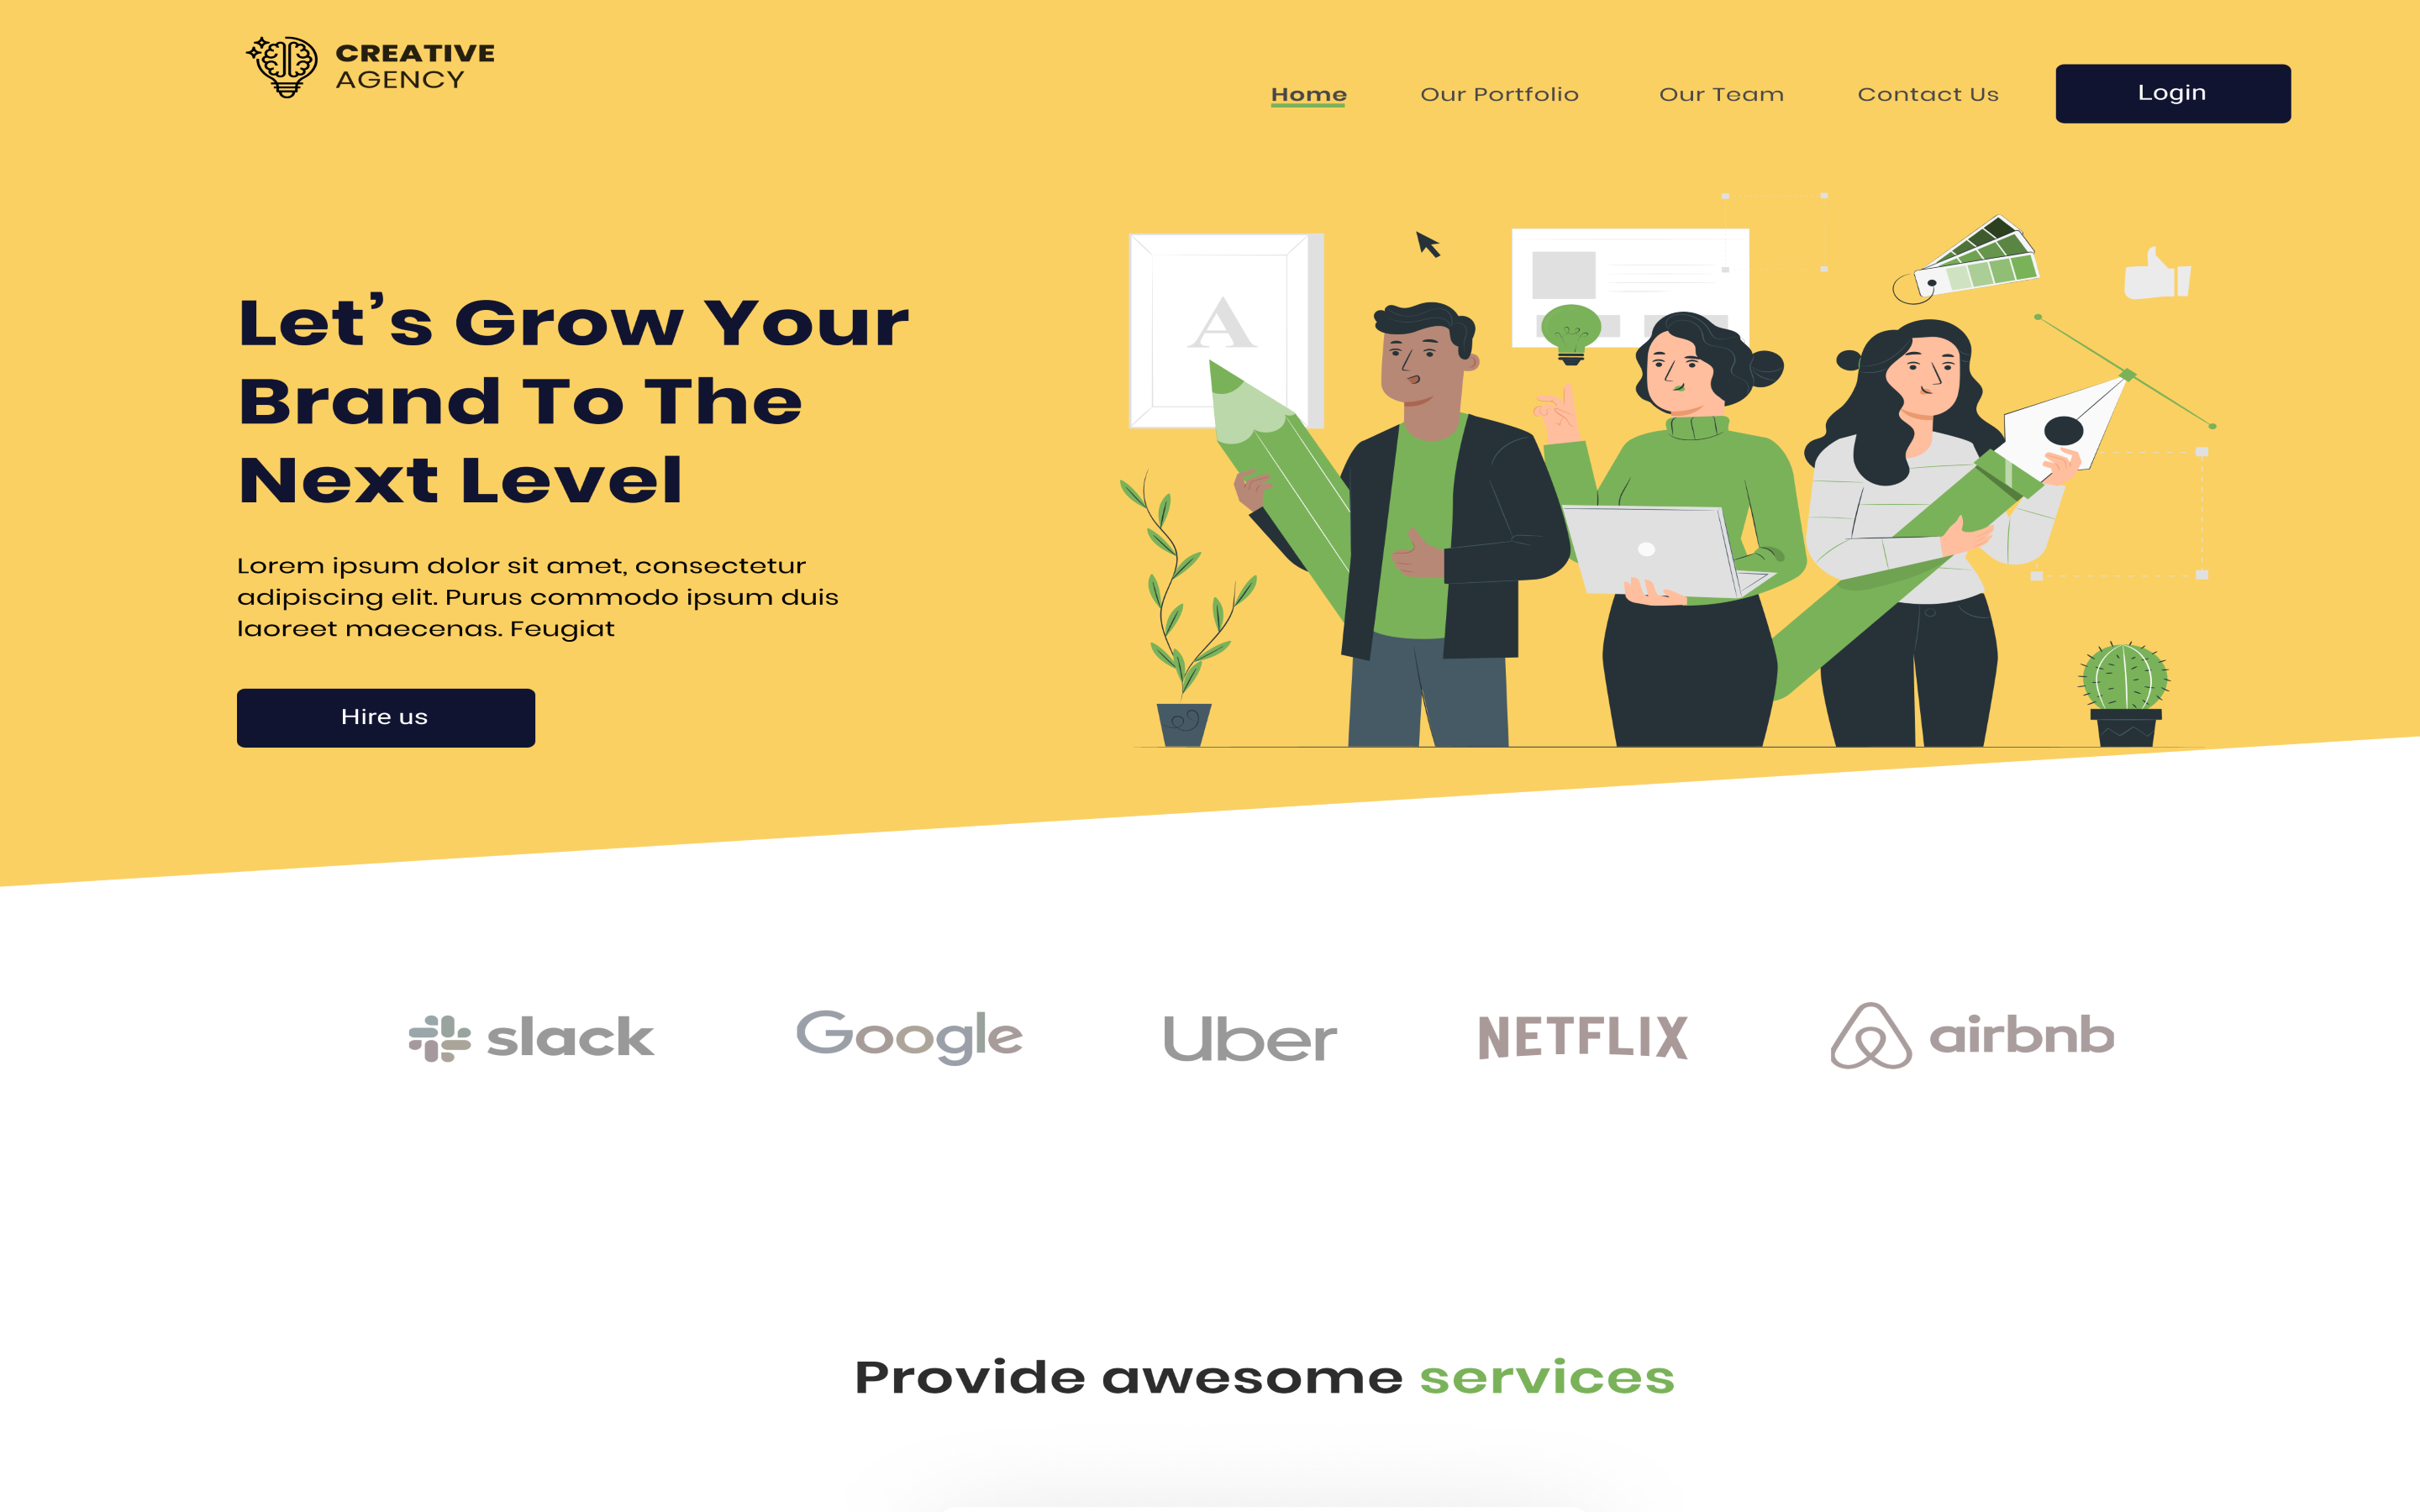 CREATIVE
AGENCY
Home
Our Portfolio
Our Team
Contact Us
Login
Let’s Grow Your
Brand To The
Next Level
Lorem ipsum dolor sit amet, consectetur
adipiscing elit. Purus commodo ipsum duis
laoreet maecenas. Feugiat
Hire us
A
slack
Google
Uber
NETFLIX
airbnb
Provide awesome services